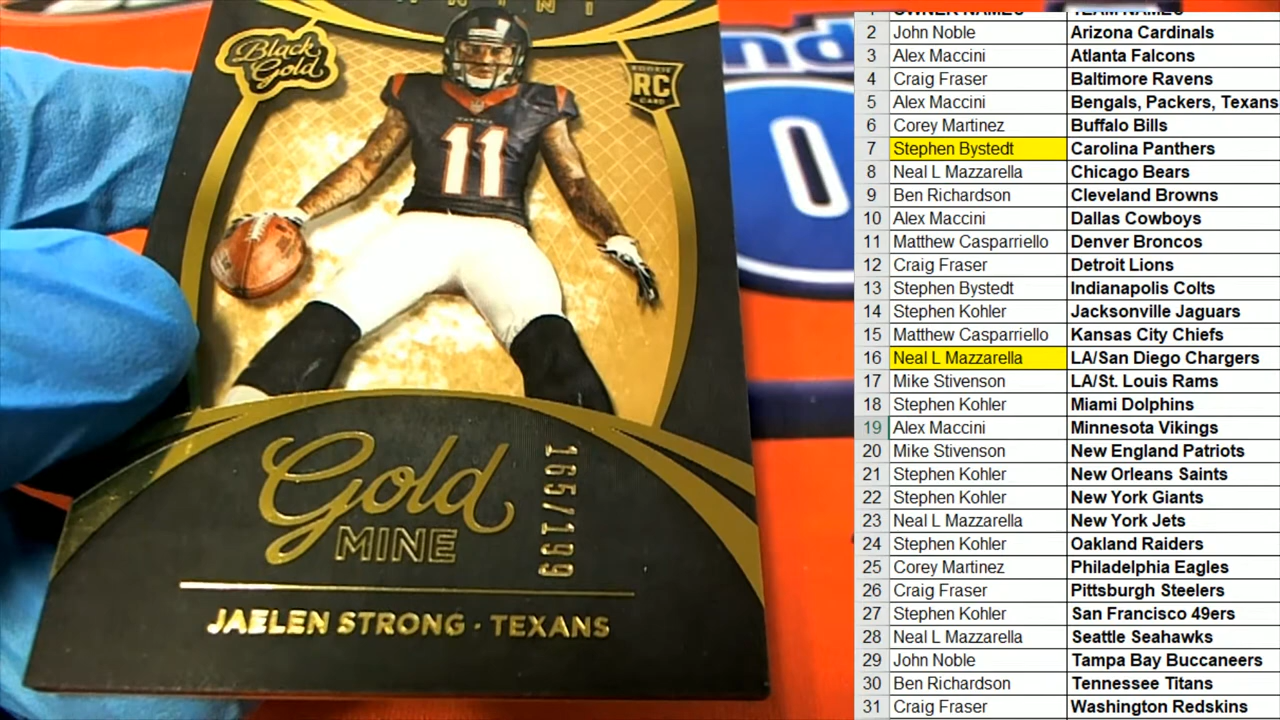 PANINI
Black
Gold
ROOKIE
RC
CARD
TEXANS
11
Gold
MINE
165/199
JAELEN STRONG · TEXANS
1 OWNER NAMES TEAM NAMES
2 John Noble Arizona Cardinals
3 Alex Maccini Atlanta Falcons
4 Craig Fraser Baltimore Ravens
5 Alex Maccini Bengals, Packers, Texans
6 Corey Martinez Buffalo Bills
7 Stephen Bystedt Carolina Panthers
8 Neal L Mazzarella Chicago Bears
9 Ben Richardson Cleveland Browns
10 Alex Maccini Dallas Cowboys
11 Matthew Casparriello Denver Broncos
12 Craig Fraser Detroit Lions
13 Stephen Bystedt Indianapolis Colts
14 Stephen Kohler Jacksonville Jaguars
15 Matthew Casparriello Kansas City Chiefs
16 Neal L Mazzarella LA/San Diego Chargers
17 Mike Stivenson LA/St. Louis Rams
18 Stephen Kohler Miami Dolphins
19 Alex Maccini Minnesota Vikings
20 Mike Stivenson New England Patriots
21 Stephen Kohler New Orleans Saints
22 Stephen Kohler New York Giants
23 Neal L Mazzarella New York Jets
24 Stephen Kohler Oakland Raiders
25 Corey Martinez Philadelphia Eagles
26 Craig Fraser Pittsburgh Steelers
27 Stephen Kohler San Francisco 49ers
28 Neal L Mazzarella Seattle Seahawks
29 John Noble Tampa Bay Buccaneers
30 Ben Richardson Tennessee Titans
31 Craig Fraser Washington Redskins